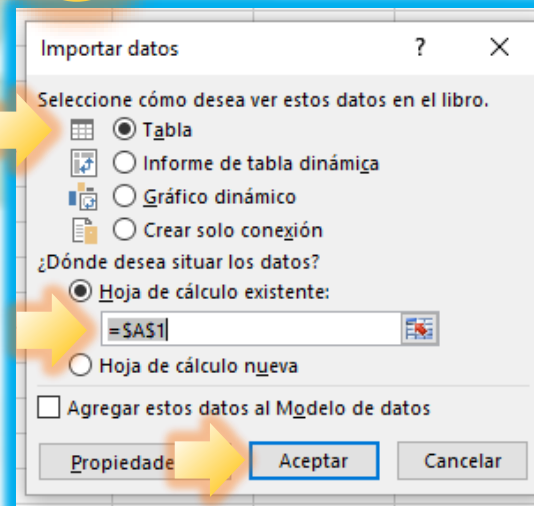 Importar datos ? ×
Seleccione cómo desea ver estos datos en el libro.
Tabla
Informe de tabla dinámica
Gráfico dinámico
Crear solo conexión
¿Dónde desea situar los datos?
Hoja de cálculo existente:
=$A$1
Hoja de cálculo nueva
Agregar estos datos al Modelo de datos
Aceptar Cancelar